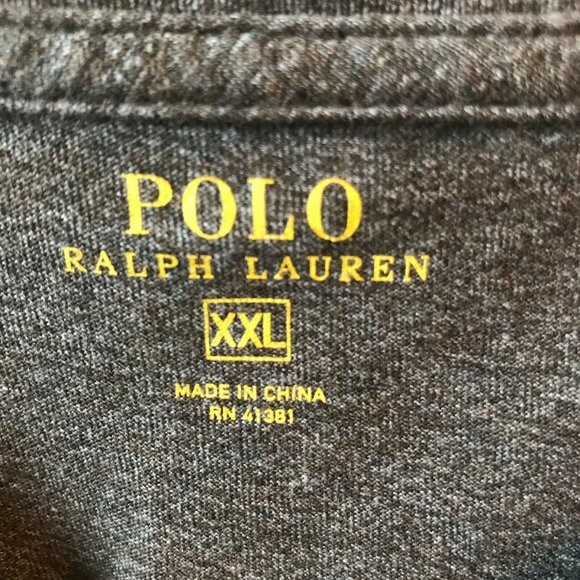 POLO
RALPH LAUREN
XXL
MADE IN CHINA
RN 41381